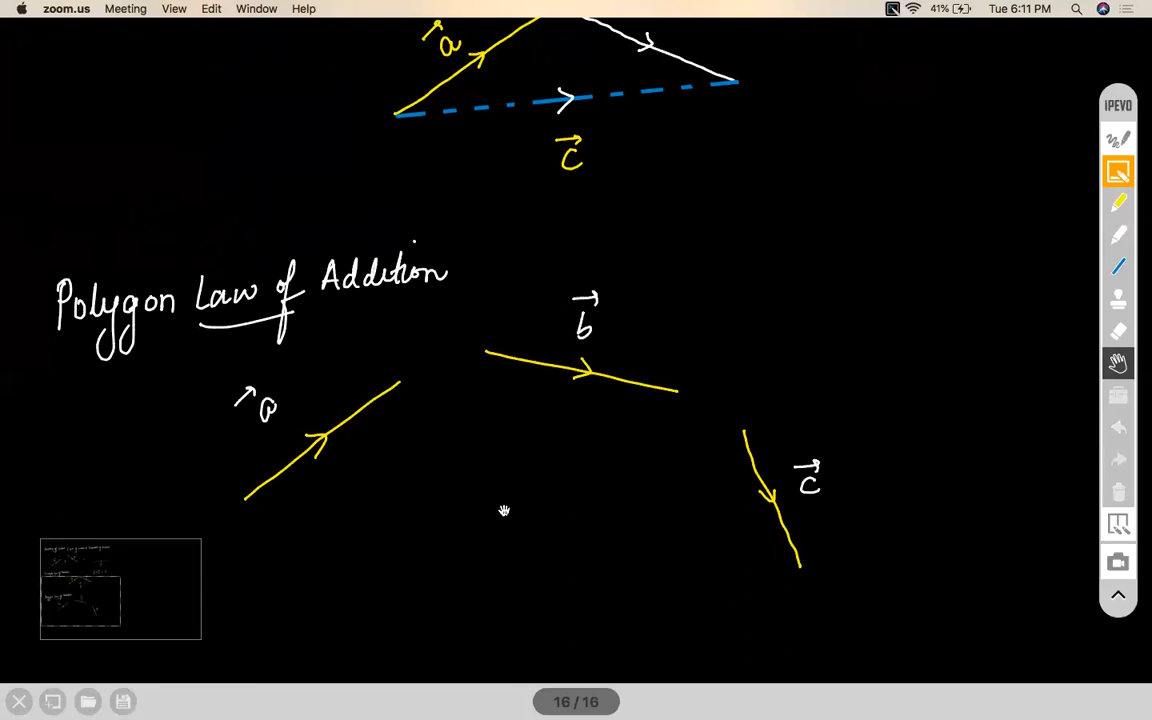 zoom.us Meeting View Edit Window Help 41% Tue 6:11 PM
a
c
IPEVO
Polygon Law of Addition
b
a
c
16 / 16